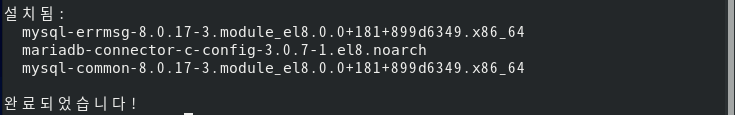 설치됨:
mysql-errmsg-8.0.17-3.module_el8.0.0+181+899d6349.x86_64
mariadb-connector-c-config-3.0.7-1.el8.noarch
mysql-common-8.0.17-3.module_el8.0.0+181+899d6349.x86_64
완료되었습니다!